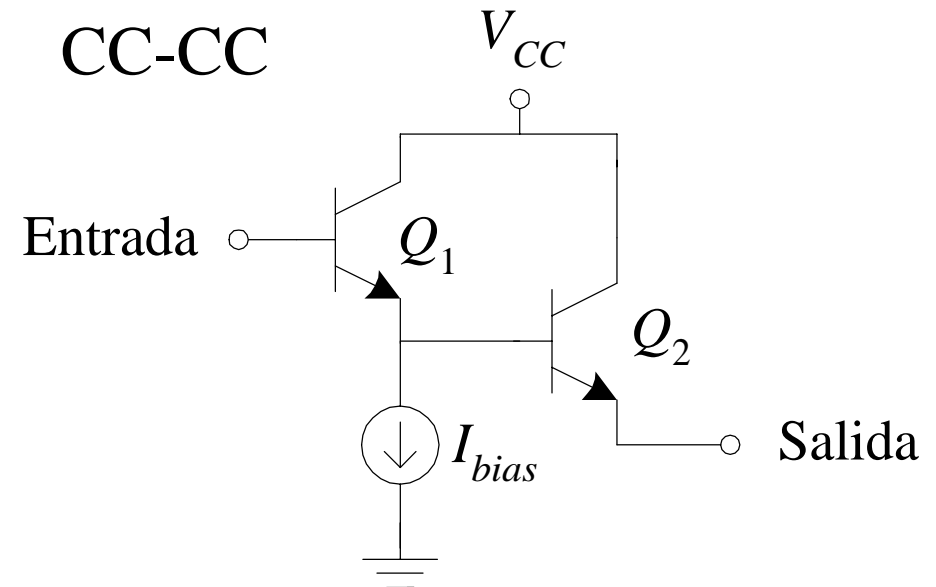 CC-CC
V_CC
Entrada
Q_1
Q_2
I_bias
Salida